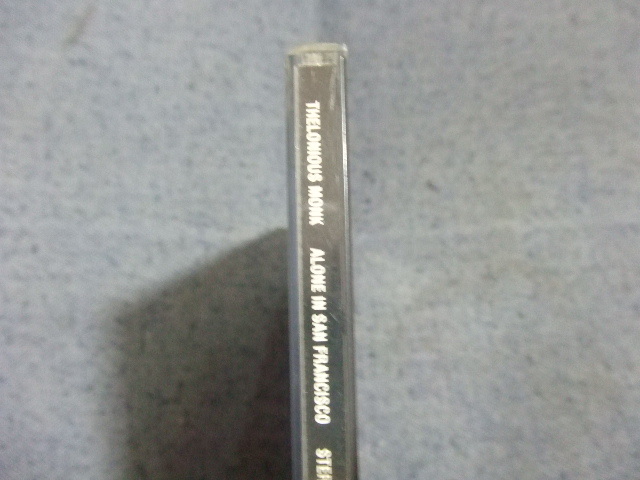 THELONIOUS MONK ALONE IN SAN FRANCISCO